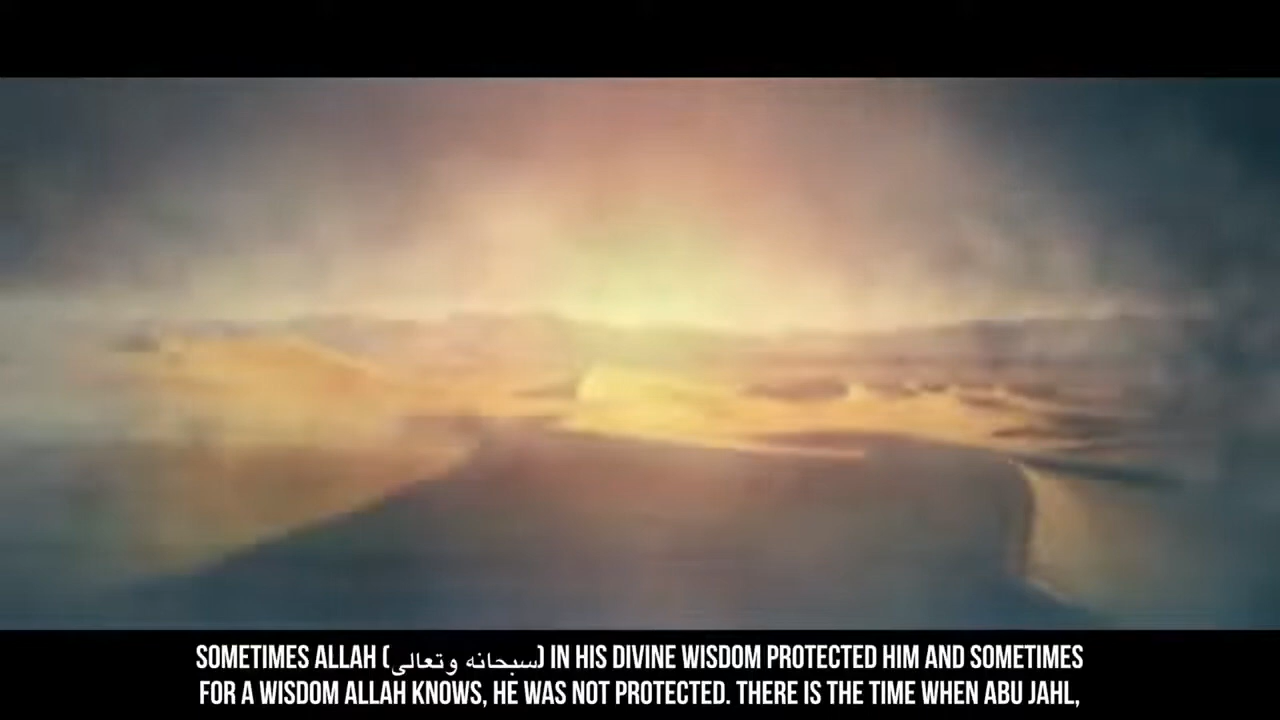 SOMETIMES ALLAH (سبحانه وتعالى) IN HIS DIVINE WISDOM PROTECTED HIM AND SOMETIMES
FOR A WISDOM ALLAH KNOWS, HE WAS NOT PROTECTED. THERE IS THE TIME WHEN ABU JAHL,